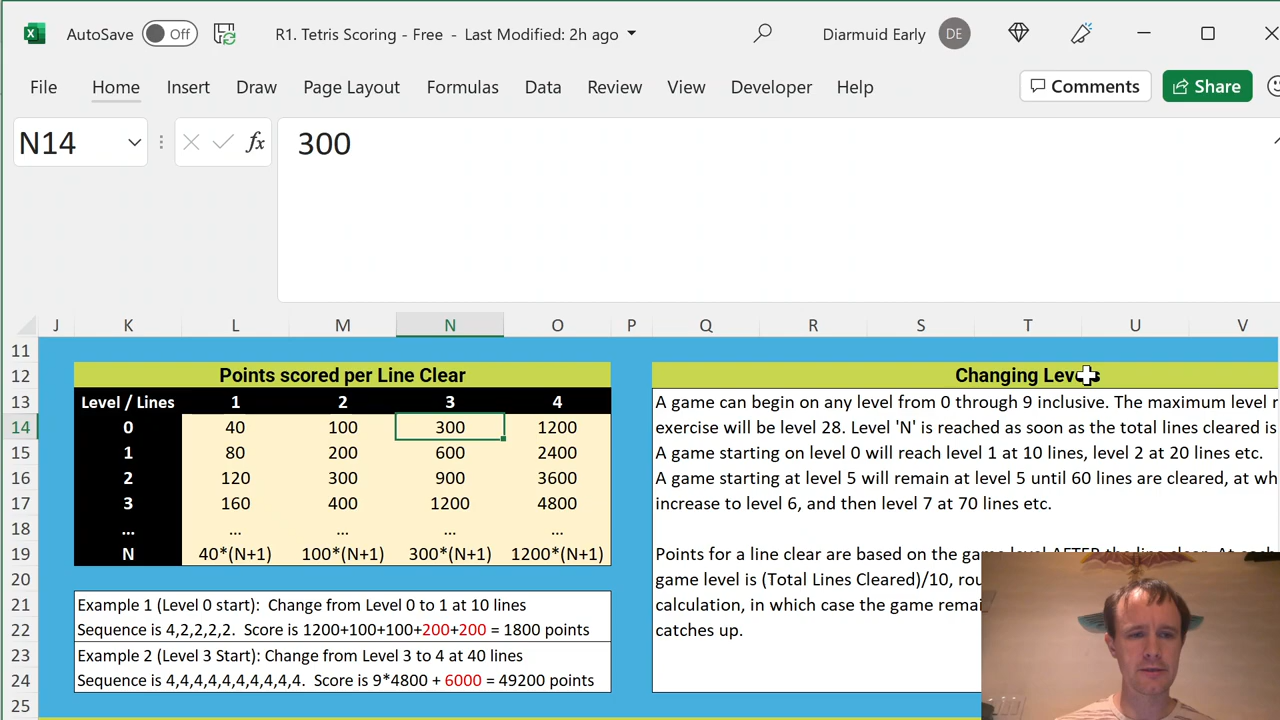 AutoSave Off R1. Tetris Scoring - Free - Last Modified: 2h ago Diarmuid Early DE
File Home Insert Draw Page Layout Formulas Data Review View Developer Help Comments Share
N14 fx 300
J K L M N O P Q R S T U V
11
12 Points scored per Line Clear Changing Levels
13 Level / Lines 1 2 3 4 A game can begin on any level from 0 through 9 inclusive. The maximum level
14 0 40 100 300 1200 exercise will be level 28. Level 'N' is reached as soon as the total lines cleared is
15 1 80 200 600 2400 A game starting on level 0 will reach level 1 at 10 lines, level 2 at 20 lines etc.
16 2 120 300 900 3600 A game starting at level 5 will remain at level 5 until 60 lines are cleared, at
17 3 160 400 1200 4800 increase to level 6, and then level 7 at 70 lines etc.
18 ... ... ... ... ...
19 N 40*(N+1) 100*(N+1) 300*(N+1) 1200*(N+1) Points for a line clear are based on the game level AFTER the line clear. At
20 game level is (Total Lines Cleared)/10,
21 Example 1 (Level 0 start): Change from Level 0 to 1 at 10 lines calculation, in which case the game
22 Sequence is 4,2,2,2,2. Score is 1200+100+100+200+200 = 1800 points catches up.
23 Example 2 (Level 3 Start): Change from Level 3 to 4 at 40 lines
24 Sequence is 4,4,4,4,4,4,4,4,4,4. Score is 9*4800 + 6000 = 49200 points
25